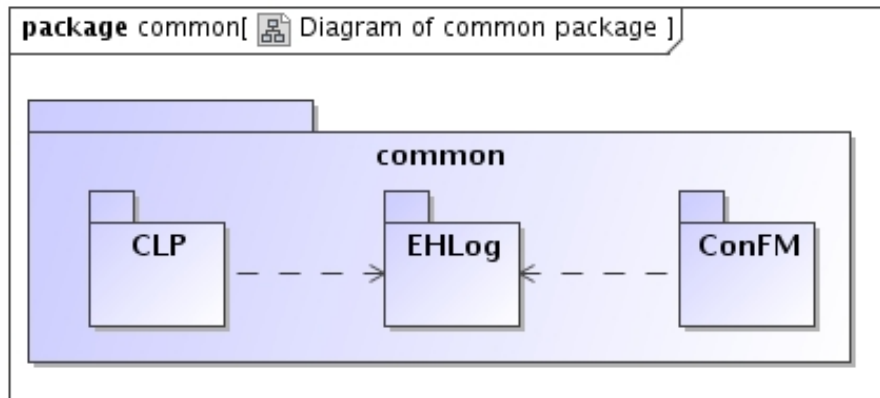 package common[ Diagram of common package ]
common
CLP
EHLog
ConFM